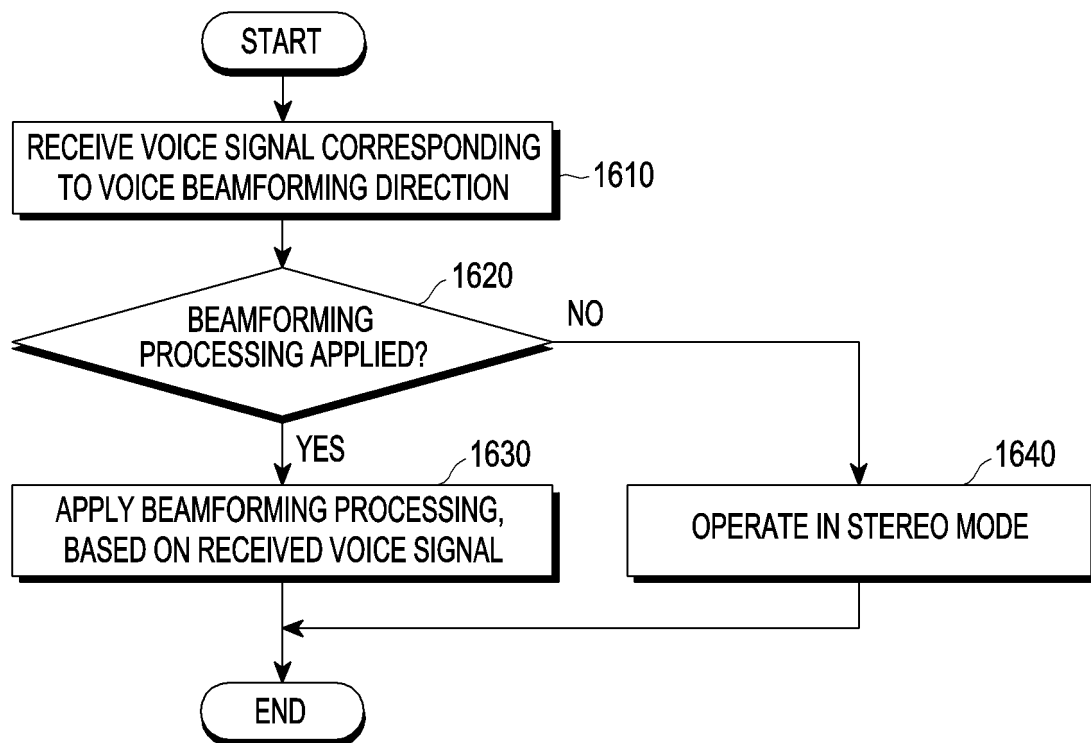 START
RECEIVE VOICE SIGNAL CORRESPONDING
TO VOICE BEAMFORMING DIRECTION
1610
1620
BEAMFORMING
PROCESSING APPLIED?
NO
YES
1630
APPLY BEAMFORMING PROCESSING,
BASED ON RECEIVED VOICE SIGNAL
1640
OPERATE IN STEREO MODE
END